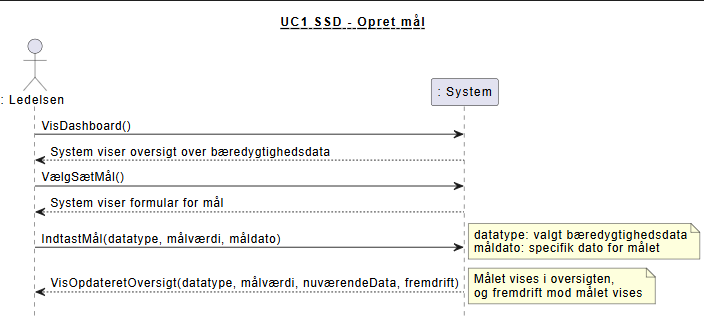 UC1 SSD - Opret mål
: Ledelsen
: System
VisDashboard()
System viser oversigt over bæredygtighedsdata
VælgSætMål()
System viser formular for mål
IndtastMål(datatype, målværdi, måldato)
datatype: valgt bæredygtighedsdata
måldato: specifik dato for målet
VisOpdateretOversigt(datatype, målværdi, nuværendeData, fremdrift)
Målet vises i oversigten,
og fremdrift mod målet vises